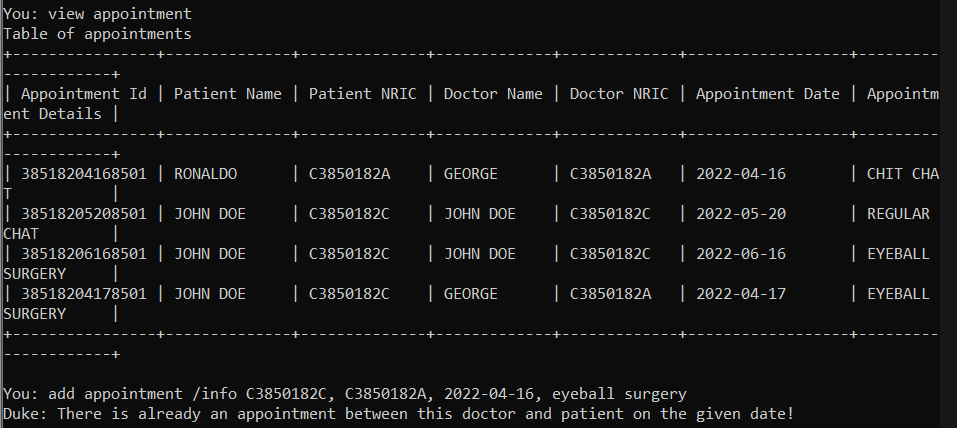 You: view appointment
Table of appointments
+----------------+-------------+-------------+-------------+-------------+------------------+---------
------------+
| Appointment Id | Patient Name | Patient NRIC | Doctor Name | Doctor NRIC | Appointment Date | Appointm
ent Details |
+----------------+-------------+-------------+-------------+-------------+------------------+---------
------------+
| 38518204168501 | RONALDO      | C3850182A    | GEORGE      | C3850182A   | 2022-04-16       | CHIT CHA
T           |
| 38518205208501 | JOHN DOE     | C3850182C    | JOHN DOE    | C3850182C   | 2022-05-20       | REGULAR
CHAT        |
| 38518206168501 | JOHN DOE     | C3850182C    | JOHN DOE    | C3850182C   | 2022-06-16       | EYEBALL
SURGERY     |
| 38518204178501 | JOHN DOE     | C3850182C    | GEORGE      | C3850182A   | 2022-04-17       | EYEBALL
SURGERY     |
+----------------+-------------+-------------+-------------+-------------+------------------+---------
------------+
You: add appointment /info C3850182C, C3850182A, 2022-04-16, eyeball surgery
Duke: There is already an appointment between this doctor and patient on the given date!